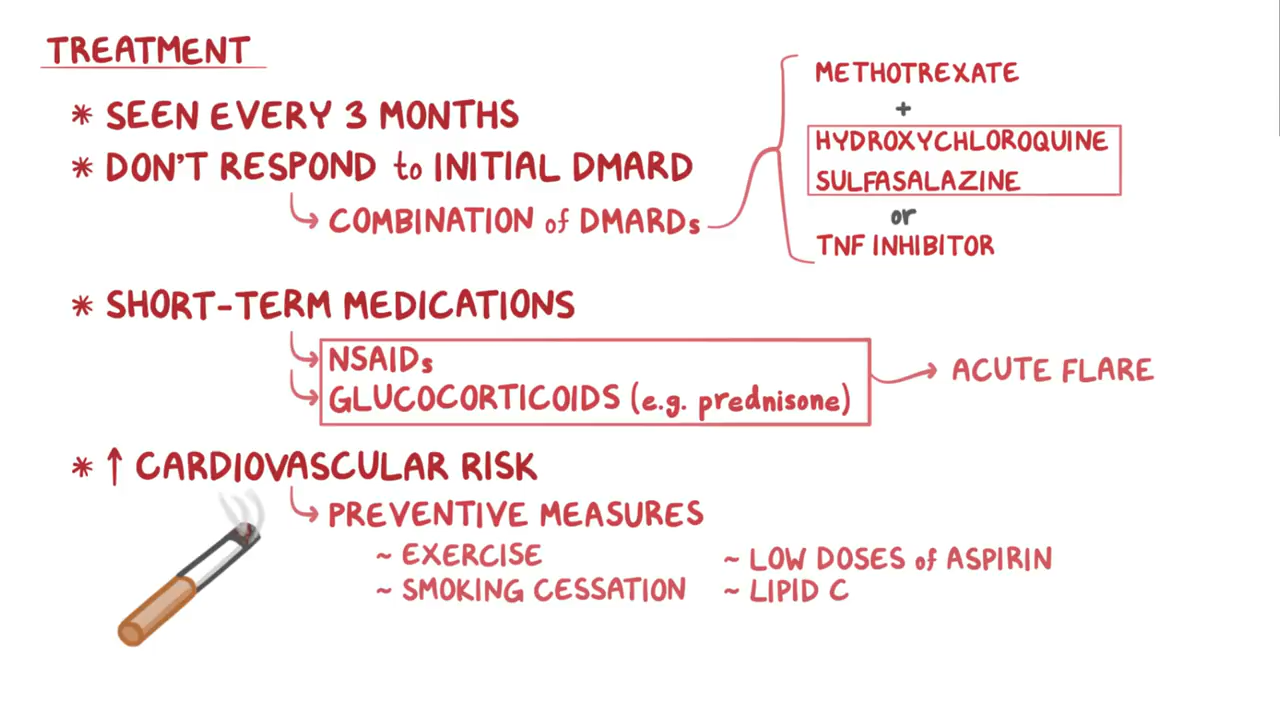 TREATMENT
* SEEN EVERY 3 MONTHS
* DON'T RESPOND to INITIAL DMARD
COMBINATION of DMARDs
METHOTREXATE
+
HYDROXYCHLOROQUINE
SULFASALAZINE
or
TNF INHIBITOR
* SHORT-TERM MEDICATIONS
NSAIDs
GLUCOCORTICOIDS (e.g. prednisone)
ACUTE FLARE
* ↑ CARDIOVASCULAR RISK
PREVENTIVE MEASURES
~ EXERCISE
~ SMOKING CESSATION
~ LOW DOSES of ASPIRIN
~ LIPID C